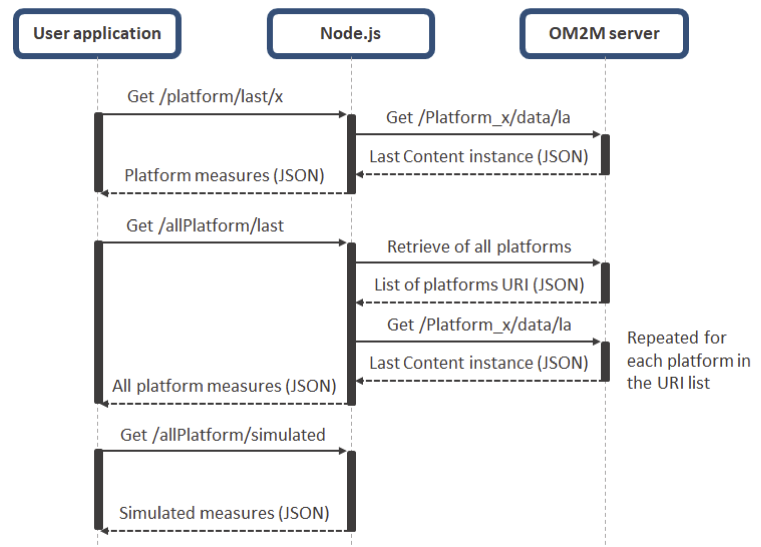 User application
Node.js
OM2M server
Get /platform/last/x
Get /Platform_x/data/la
Last Content instance (JSON)
Platform measures (JSON)
Get /allPlatform/last
Retrieve of all platforms
List of platforms URI (JSON)
Get /Platform_x/data/la
Repeated for
each platform in
the URI list
Last Content instance (JSON)
All platform measures (JSON)
Get /allPlatform/simulated
Simulated measures (JSON)